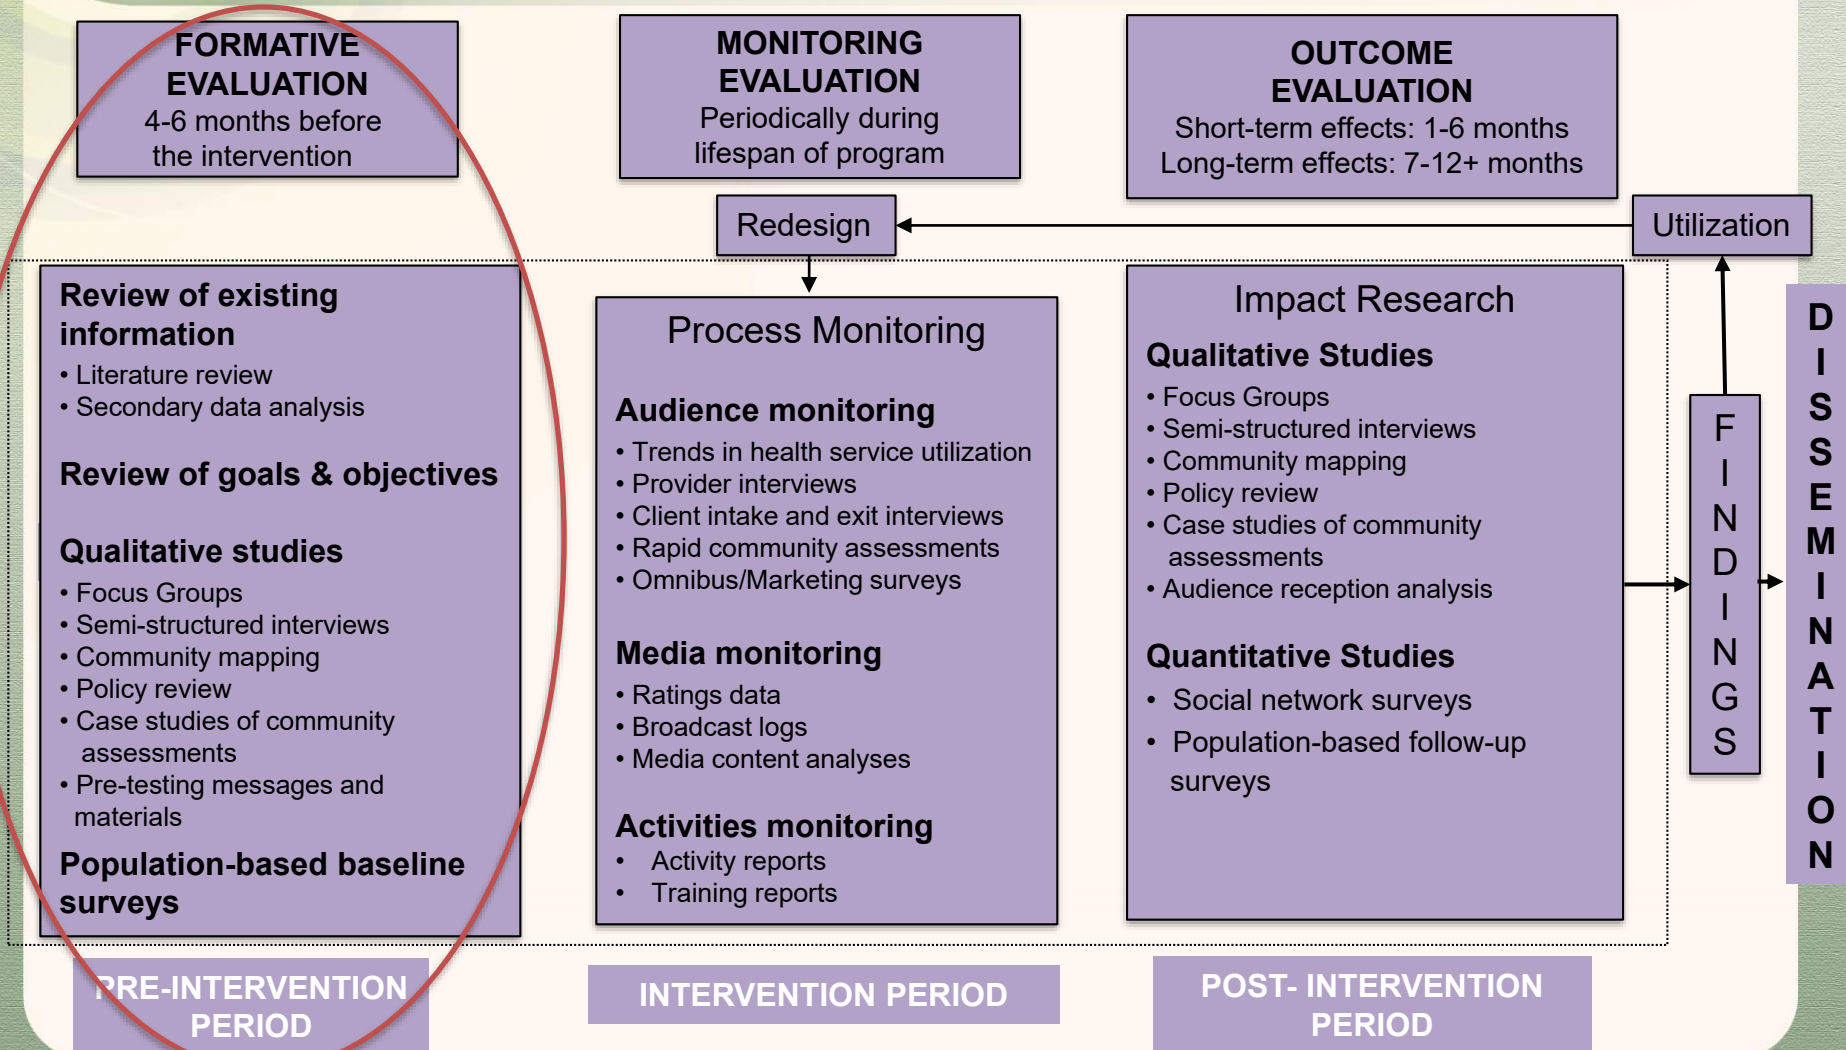 FORMATIVE
EVALUATION
4-6 months before
the intervention
MONITORING
EVALUATION
Periodically during
lifespan of program
OUTCOME
EVALUATION
Short-term effects: 1-6 months
Long-term effects: 7-12+ months
Redesign
Utilization
Review of existing
information
• Literature review
• Secondary data analysis
Review of goals & objectives
Qualitative studies
• Focus Groups
• Semi-structured interviews
• Community mapping
• Policy review
• Case studies of community
assessments
• Pre-testing messages and
materials
Population-based baseline
surveys
Process Monitoring
Audience monitoring
• Trends in health service utilization
• Provider interviews
• Client intake and exit interviews
• Rapid community assessments
• Omnibus/Marketing surveys
Media monitoring
• Ratings data
• Broadcast logs
• Media content analyses
Activities monitoring
• Activity reports
• Training reports
Impact Research
Qualitative Studies
• Focus Groups
• Semi-structured interviews
• Community mapping
• Policy review
• Case studies of community
assessments
• Audience reception analysis
Quantitative Studies
• Social network surveys
• Population-based follow-up
surveys
FINDINGS
DISSEMINATION
PRE-INTERVENTION
PERIOD
INTERVENTION PERIOD
POST- INTERVENTION
PERIOD